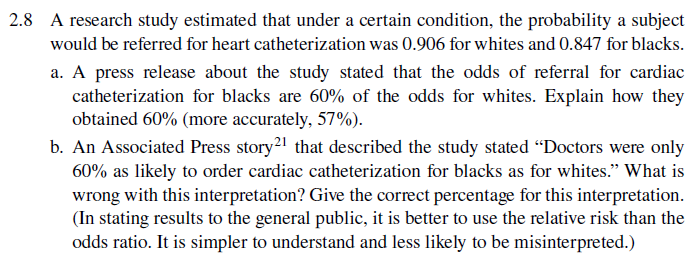 2.8 A research study estimated that under a certain condition, the probability a subject
would be referred for heart catheterization was 0.906 for whites and 0.847 for blacks.
a. A press release about the study stated that the odds of referral for cardiac
catheterization for blacks are 60% of the odds for whites. Explain how they
obtained 60% (more accurately, 57%).
b. An Associated Press story21 that described the study stated “Doctors were only
60% as likely to order cardiac catheterization for blacks as for whites.” What is
wrong with this interpretation? Give the correct percentage for this interpretation.
(In stating results to the general public, it is better to use the relative risk than the
odds ratio. It is simpler to understand and less likely to be misinterpreted.)